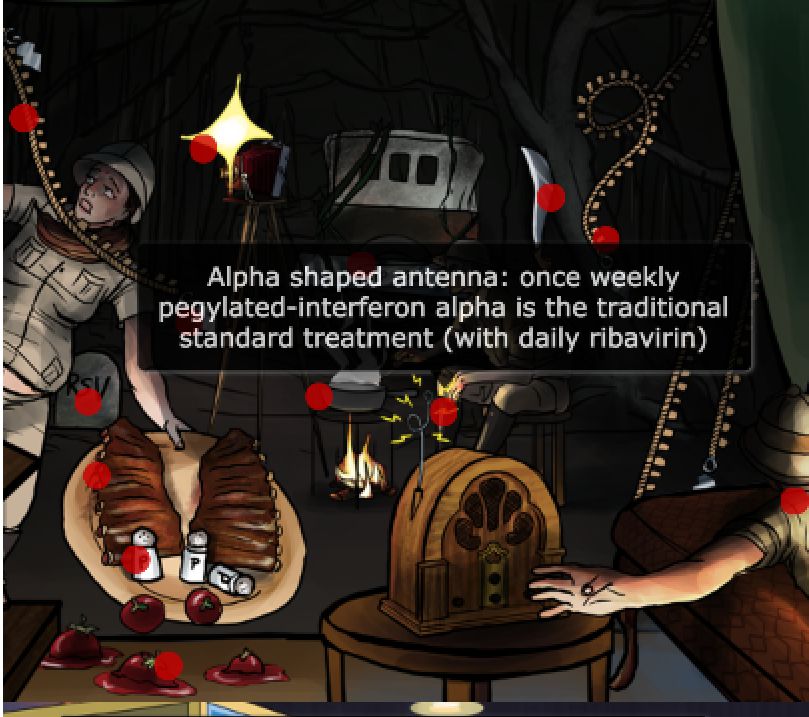 Alpha shaped antenna: once weekly
pegylated-interferon alpha is the traditional
standard treatment (with daily ribavirin)
RSV
P
P